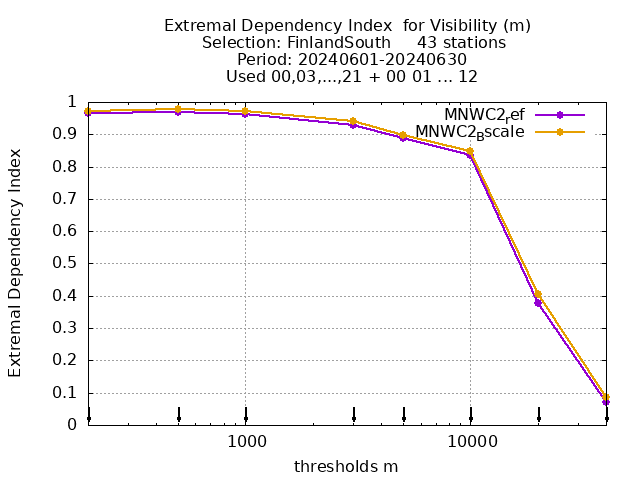 Extremal Dependency Index  for Visibility (m)
Selection: FinlandSouth     43 stations
Period: 20240601-20240630
Used 00,03,...,21 + 00 01 ... 12
MNWC2ref
MNWC2Bscale
Extremal Dependency Index
1
0.9
0.8
0.7
0.6
0.5
0.4
0.3
0.2
0.1
0
1000 10000
thresholds m